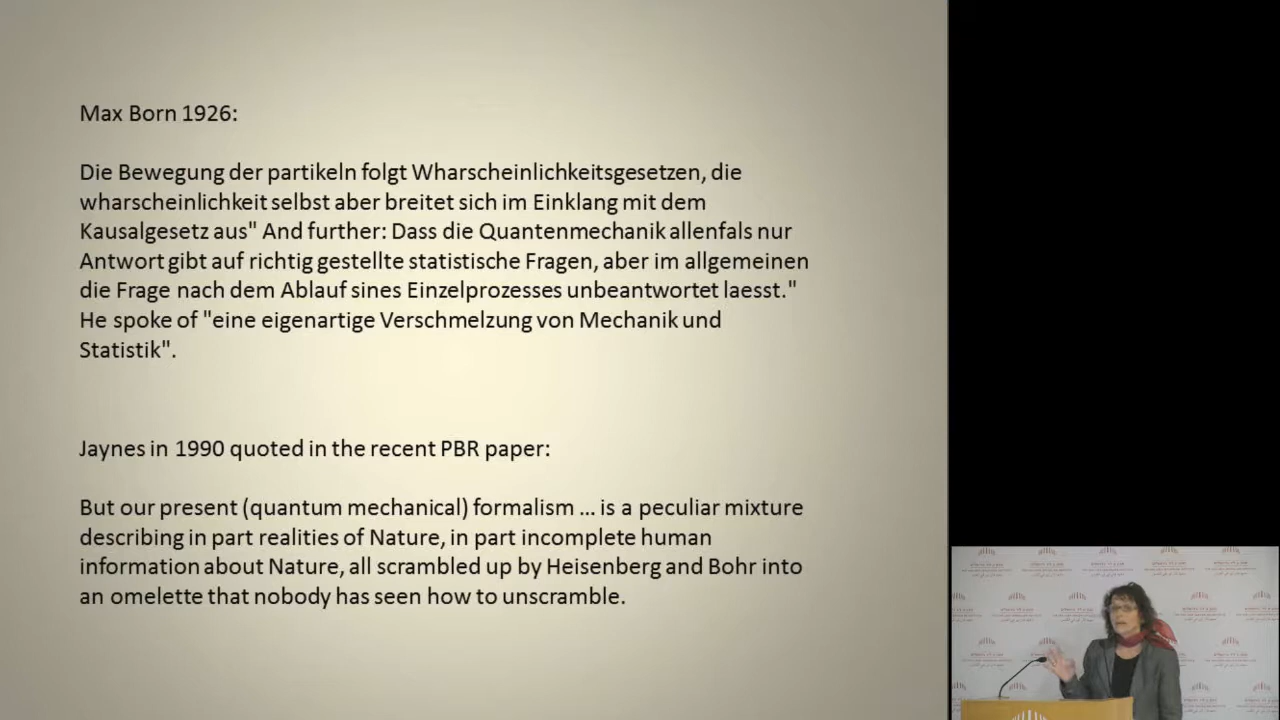 Max Born 1926:
Die Bewegung der partikeln folgt Wharscheinlichkeitsgesetzen, die
wharscheinlichkeit selbst aber breitet sich im Einklang mit dem
Kausalgesetz aus" And further: Dass die Quantenmechanik allenfals nur
Antwort gibt auf richtig gestellte statistische Fragen, aber im allgemeinen
die Frage nach dem Ablauf sines Einzelprozesses unbeantwortet laesst."
He spoke of "eine eigenartige Verschmelzung von Mechanik und
Statistik".
Jaynes in 1990 quoted in the recent PBR paper:
But our present (quantum mechanical) formalism ... is a peculiar mixture
describing in part realities of Nature, in part incomplete human
information about Nature, all scrambled up by Heisenberg and Bohr into
an omelette that nobody has seen how to unscramble.